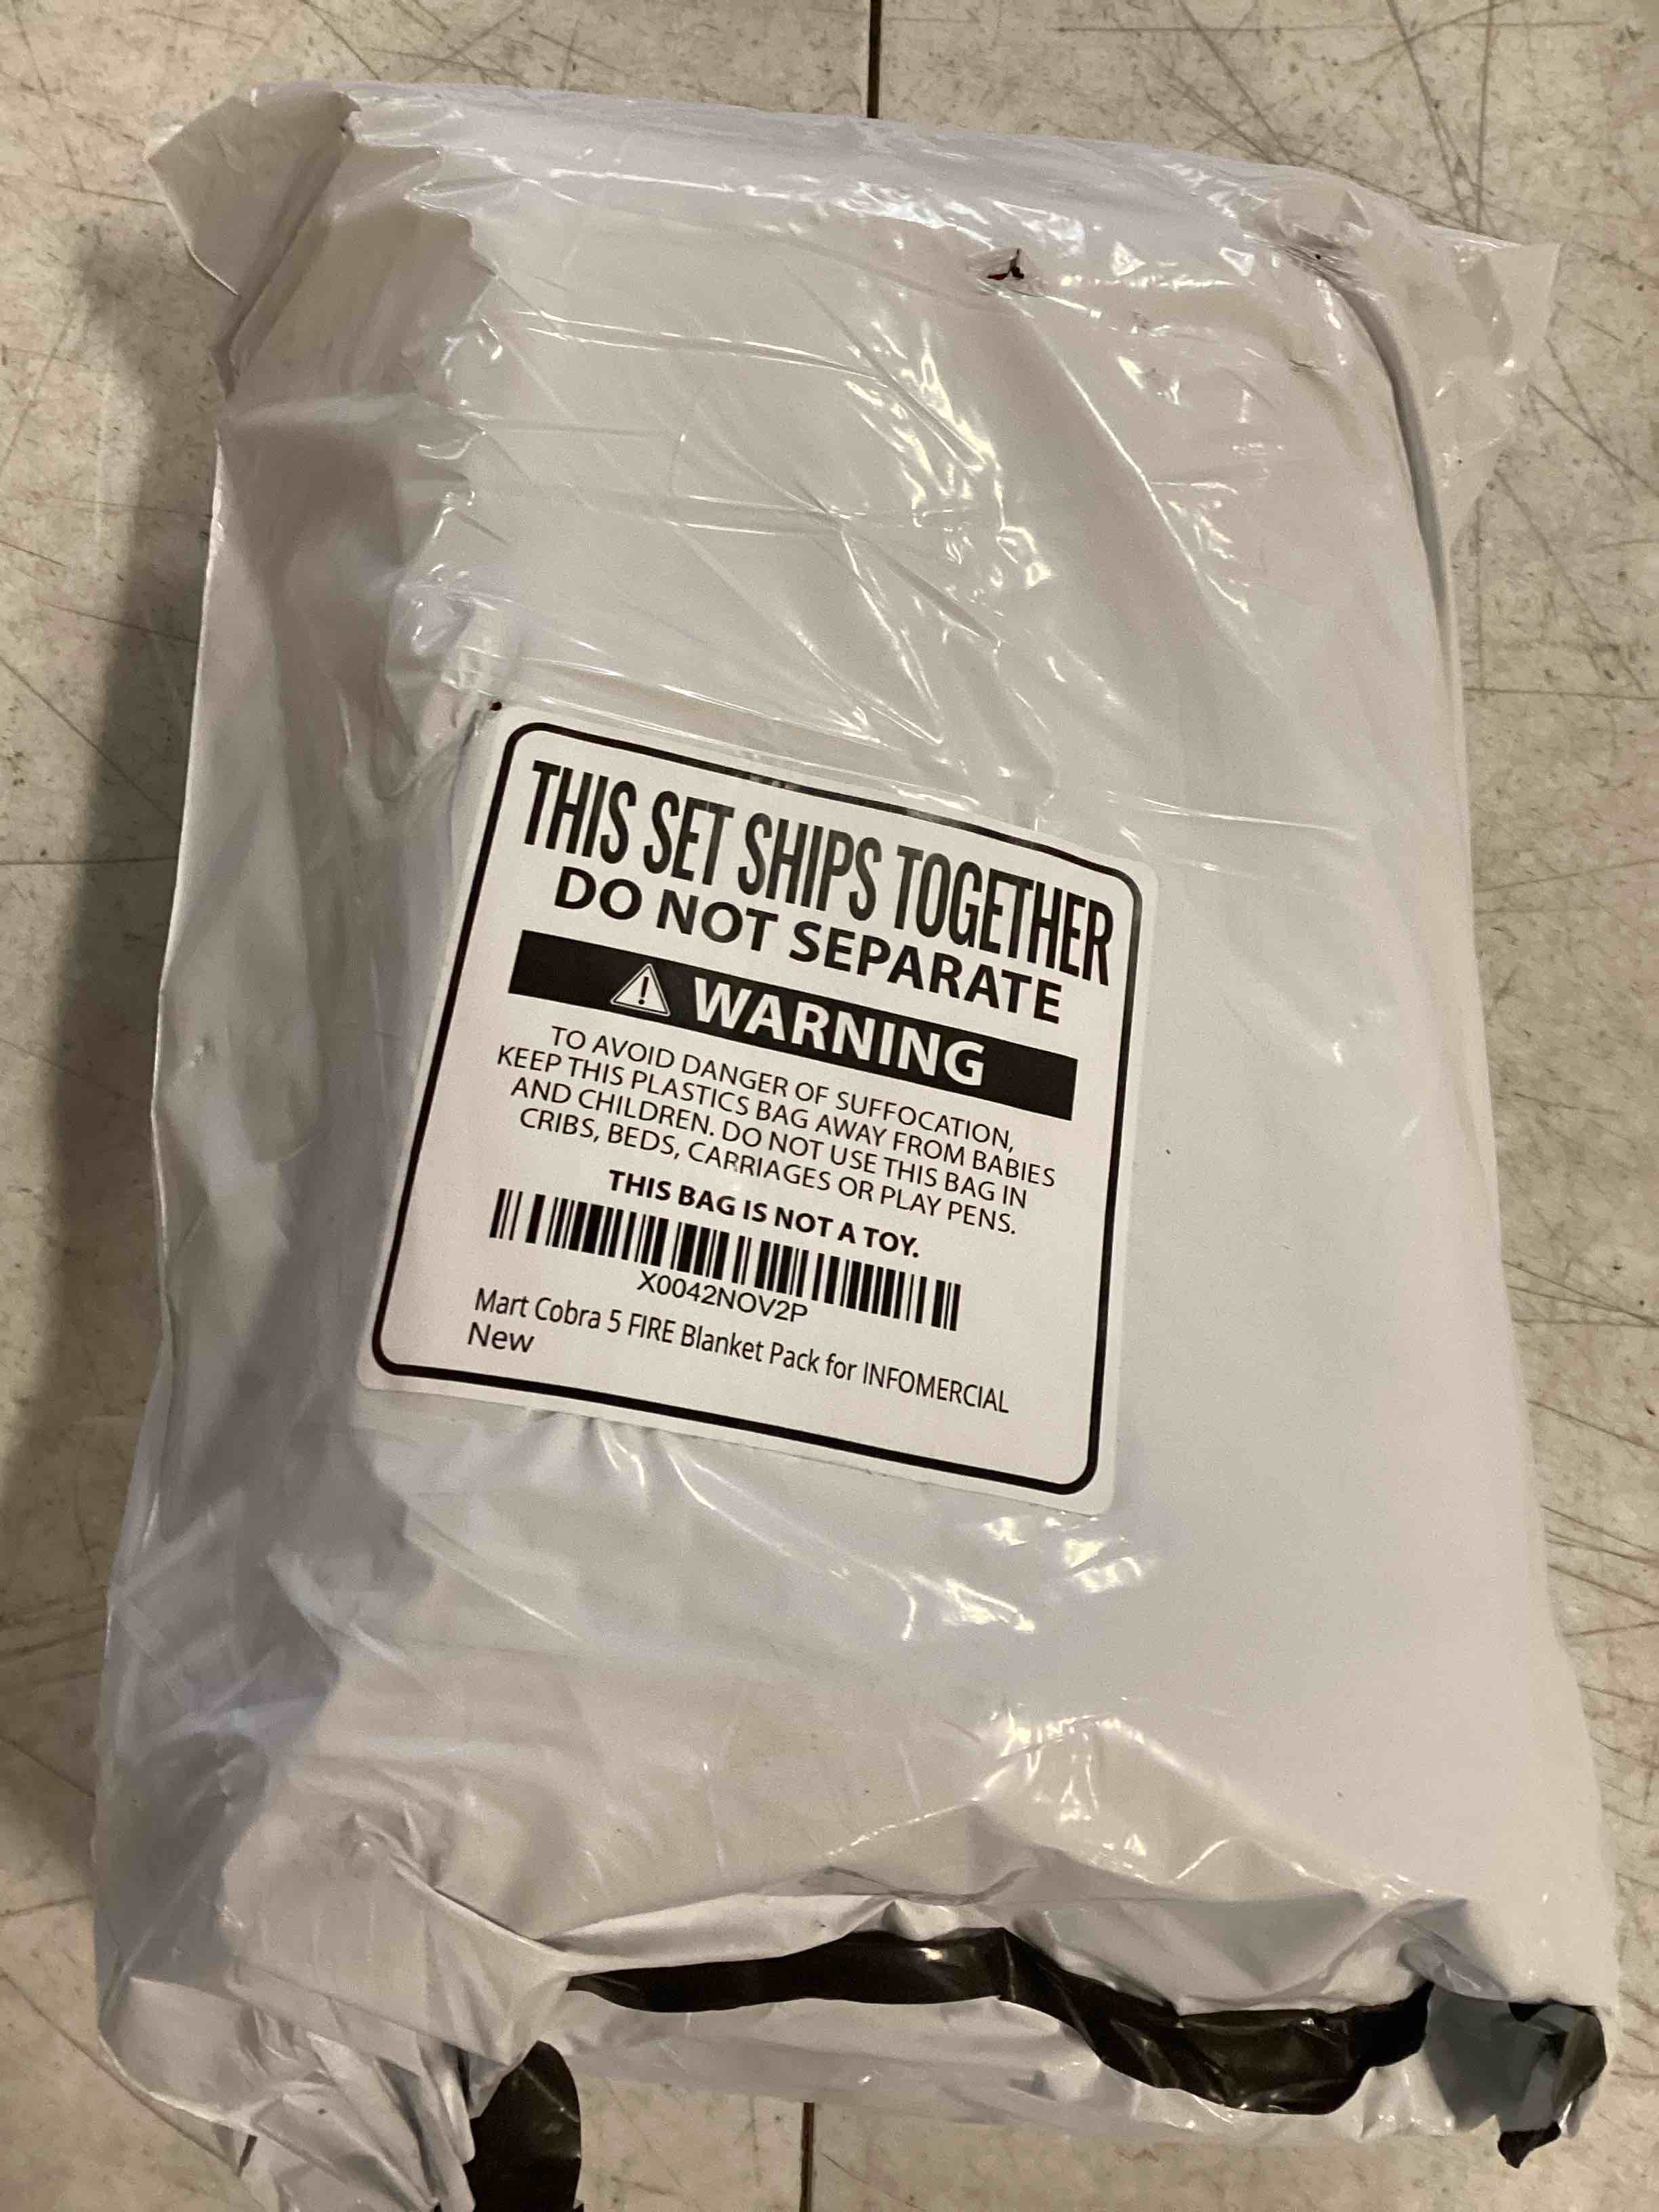 THIS SET SHIPS TOGETHER
DO NOT SEPARATE
WARNING
TO AVOID DANGER OF SUFFOCATION,
KEEP THIS PLASTICS BAG AWAY FROM BABIES
AND CHILDREN. DO NOT USE THIS BAG IN
CRIBS, BEDS, CARRIAGES OR PLAY PENS.
THIS BAG IS NOT A TOY.
X0042NOV2P
Mart Cobra 5 FIRE Blanket Pack for INFOMERCIAL
New